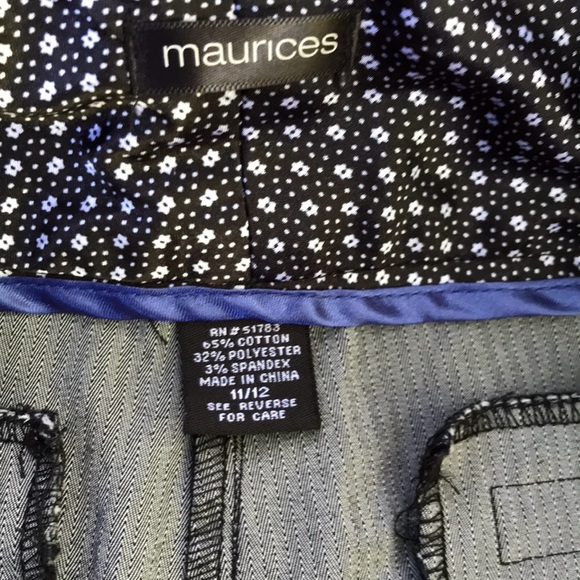 maurices
RN # 51783
65% COTTON
32% POLYESTER
3% SPANDEX
MADE IN CHINA
11/12
SEE REVERSE
FOR CARE